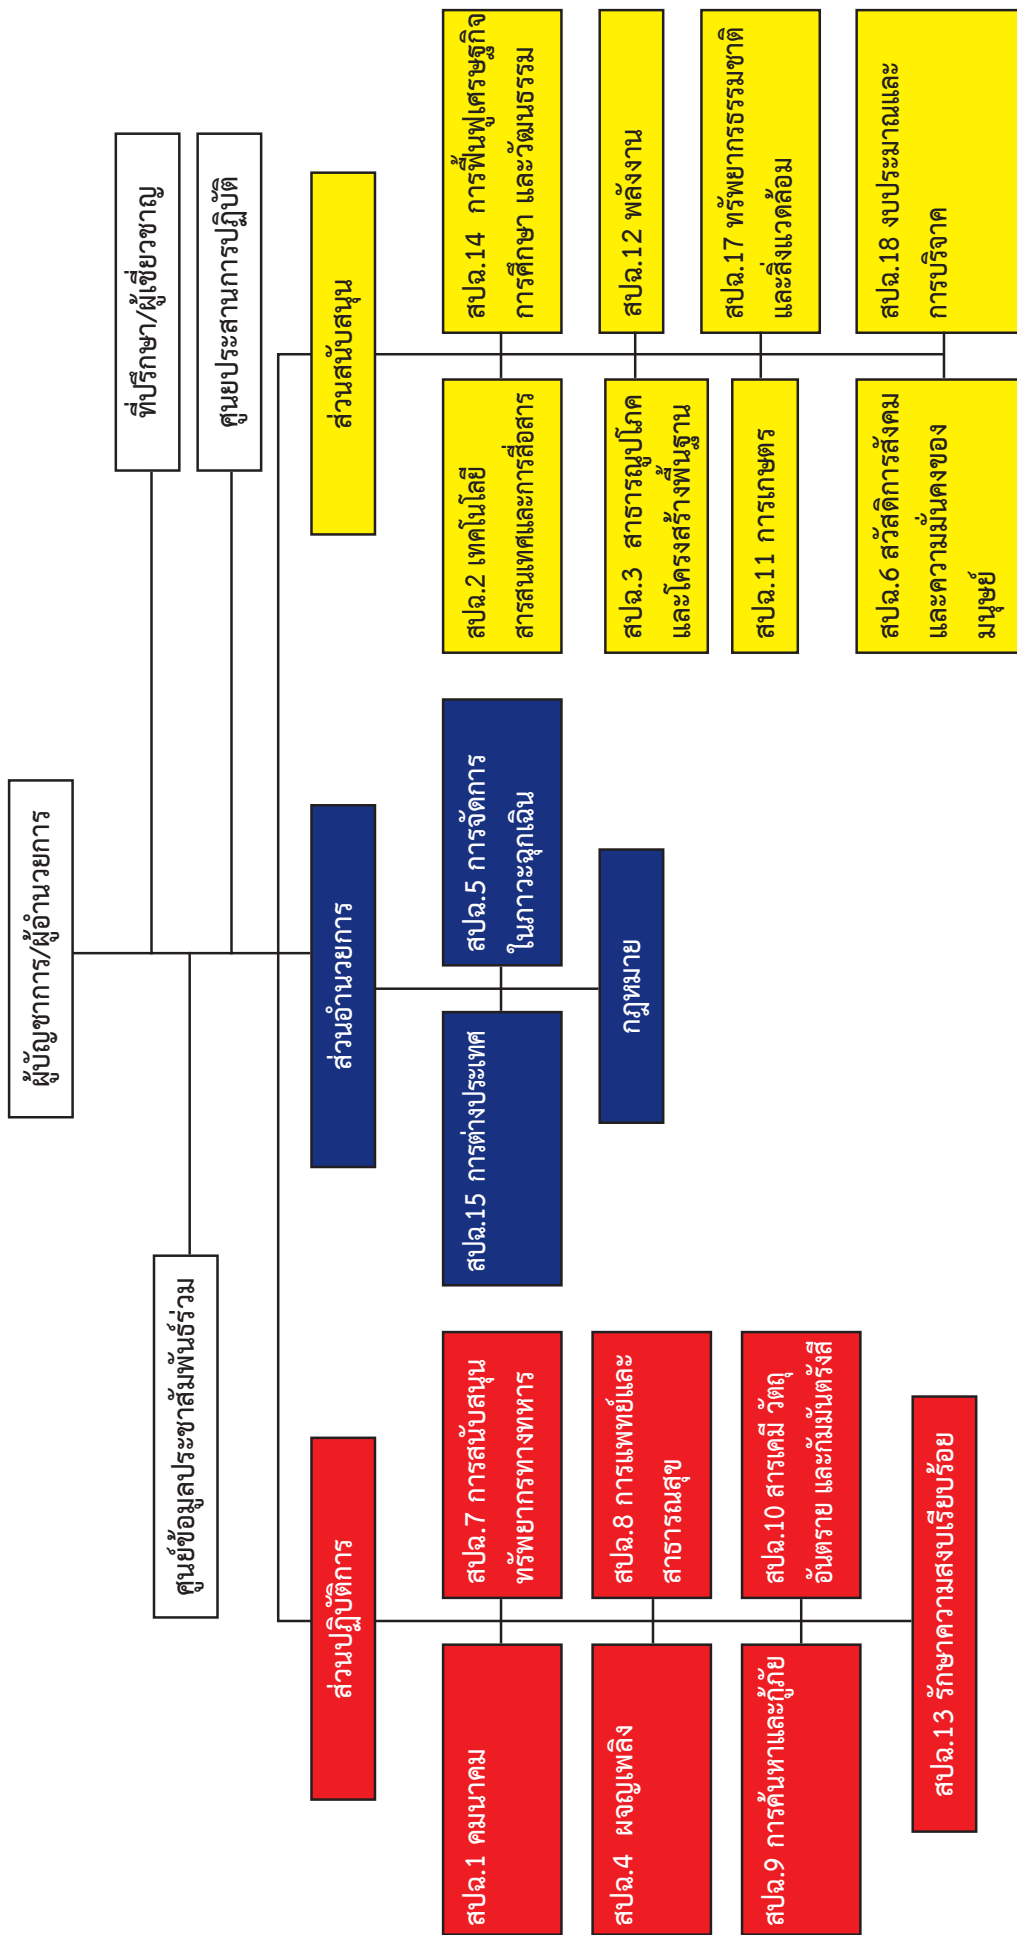 ผู้บัญชาการ/ผู้อำนวยการ
ที่ปรึกษา/ผู้เชี่ยวชาญ
ศูนย์ข้อมูลประชาสัมพันธ์ร่วม
ศูนย์ประสานการปฏิบัติ
ส่วนปฏิบัติการ
ส่วนอำนวยการ
ส่วนสนับสนุน
สปฉ.1 คมนาคม
สปฉ.7 การสนับสนุน
ทรัพยากรทางทหาร
สปฉ.4 ผจญเพลิง
สปฉ.8 การแพทย์และ
สาธารณสุข
สปฉ.9 การค้นหาและกู้ภัย
สปฉ.10 สารเคมี วัตถุ
อันตราย และกัมมันตรังสี
สปฉ.13 รักษาความสงบเรียบร้อย
สปฉ.15 การต่างประเทศ
สปฉ.5 การจัดการ
ในภาวะฉุกเฉิน
กฎหมาย
สปฉ.2 เทคโนโลยี
สารสนเทศและการสื่อสาร
สปฉ.14 การฟื้นฟูเศรษฐกิจ
การศึกษา และวัฒนธรรม
สปฉ.3 สาธารณูปโภค
และโครงสร้างพื้นฐาน
สปฉ.12 พลังงาน
สปฉ.11 การเกษตร
สปฉ.17 ทรัพยากรธรรมชาติ
และสิ่งแวดล้อม
สปฉ.6 สวัสดิการสังคม
และความมั่นคงของ
มนุษย์
สปฉ.18 งบประมาณและ
การบริจาค